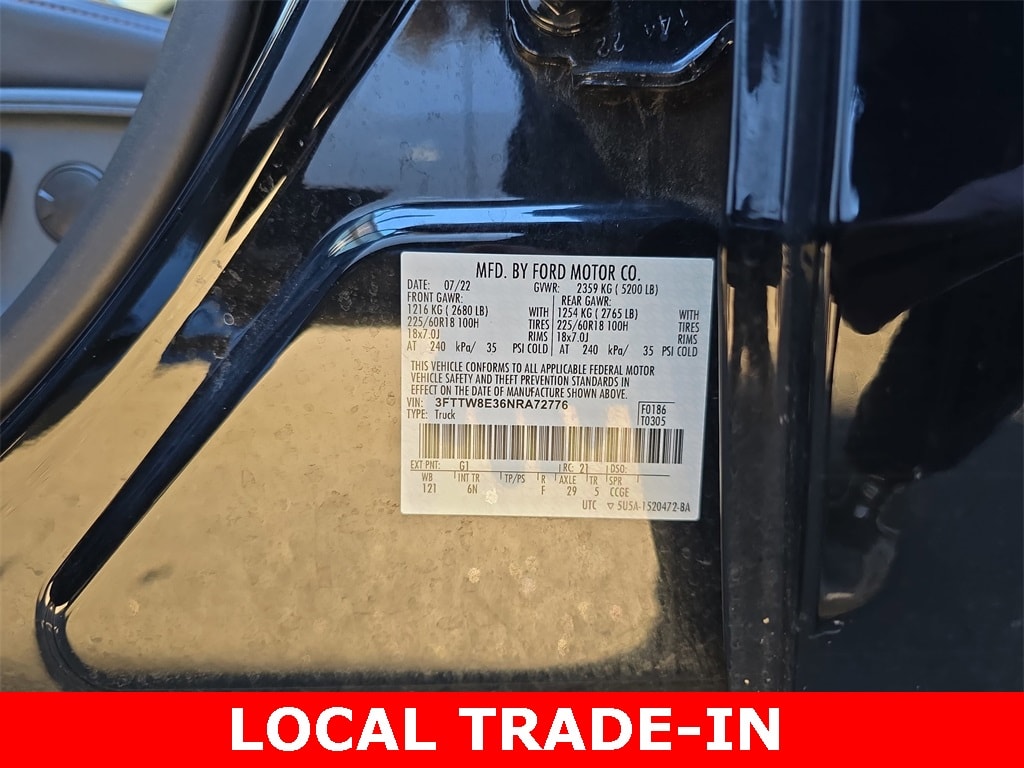 14 22
MFD. BY FORD MOTOR CO.
DATE: 07/22 GVWR: 2359 KG ( 5200 LB)
FRONT GAWR: REAR GAWR:
1216 KG ( 2680 LB) WITH 1254 KG ( 2765 LB) WITH
225/60R18 100H TIRES 225/60R18 100H TIRES
18x7.0J RIMS 18x7.0J RIMS
AT 240 kPa/ 35 PSI COLD AT 240 kPa/ 35 PSI COLD
THIS VEHICLE CONFORMS TO ALL APPLICABLE FEDERAL MOTOR
VEHICLE SAFETY AND THEFT PREVENTION STANDARDS IN
EFFECT ON THE DATE OF MANUFACTURE SHOWN ABOVE.
VIN: 3FTTW8E36NRA72776 F0186
TYPE: Truck T0305
EXT PNT: G1 RC: 21 DSO:
WB INT TR TP/PS R AXLE TR SPR
121 6N F 29 5 CCGE
UTC ▽ 5U5A-1520472-BA
LOCAL TRADE-IN